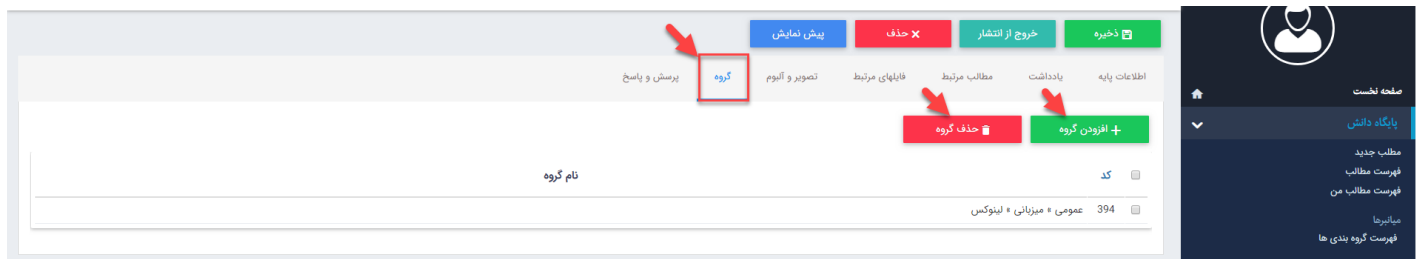 ذخیره
خروج از انتشار
حذف
پیش نمایش
اطلاعات پایه
یادداشت
مطالب مرتبط
فایلهای مرتبط
تصویر و آلبوم
گروه
پرسش و پاسخ
افزودن گروه
حذف گروه
کد
نام گروه
394
عمومی » میزبانی » لینوکس
صفحه نخست
پایگاه دانش
مطلب جدید
فهرست مطالب
فهرست مطالب من
میانبرها
فهرست گروه بندی ها